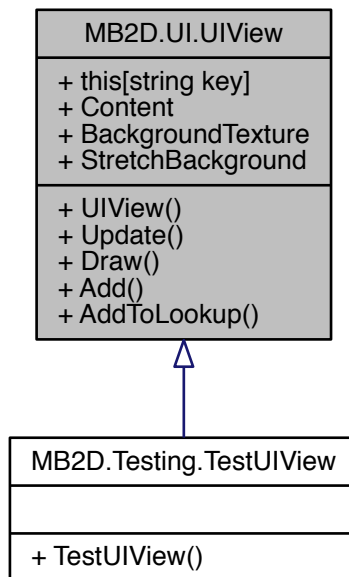 MB2D.UI.UIView
+ this[string key]
+ Content
+ BackgroundTexture
+ StretchBackground
+ UIView()
+ Update()
+ Draw()
+ Add()
+ AddToLookup()
MB2D.Testing.TestUIView
+ TestUIView()